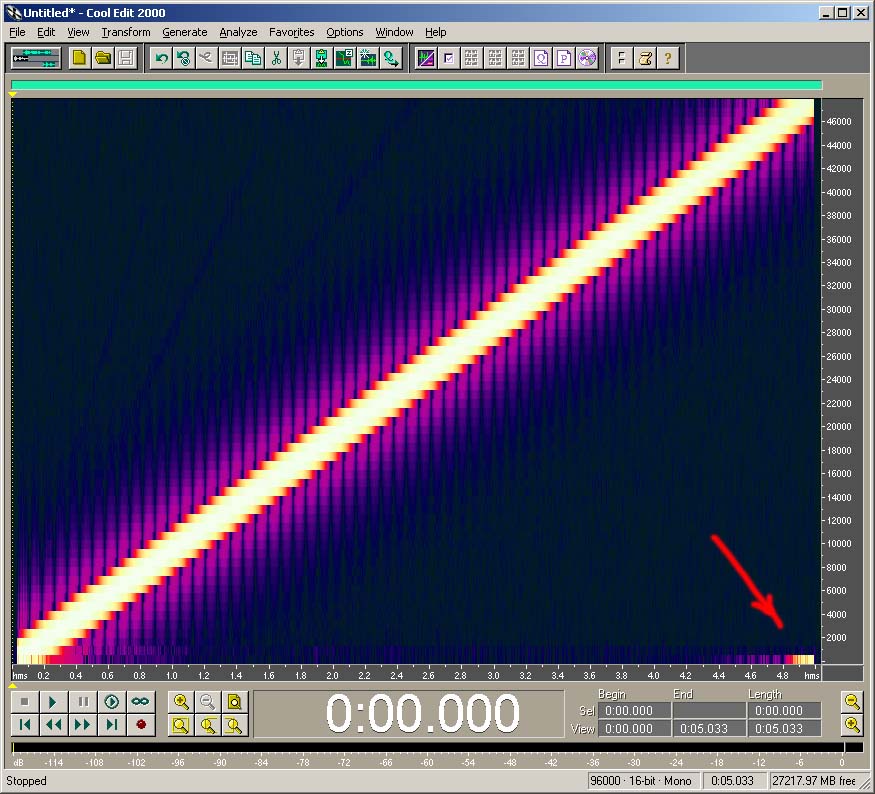 Untitled* - Cool Edit 2000
File Edit View Transform Generate Analyze Favorites Options Window Help
F ?
46000
44000
42000
40000
38000
36000
34000
32000
30000
28000
26000
24000
22000
20000
18000
16000
14000
12000
10000
8000
6000
4000
2000
hms 0.2 0.4 0.6 0.8 1.0 1.2 1.4 1.6 1.8 2.0 2.2 2.4 2.6 2.8 3.0 3.2 3.4 3.6 3.8 4.0 4.2 4.4 4.6 4.8 hms
0:00.000
Begin End Length
Sel 0:00.000 0:00.000
View 0:00.000 0:05.033 0:05.033
dB -114 -108 -102 -96 -90 -84 -78 -72 -66 -60 -54 -48 -42 -36 -30 -24 -18 -12 -6 0
Stopped 96000 · 16-bit · Mono 0:05.033 27217.97 MB free